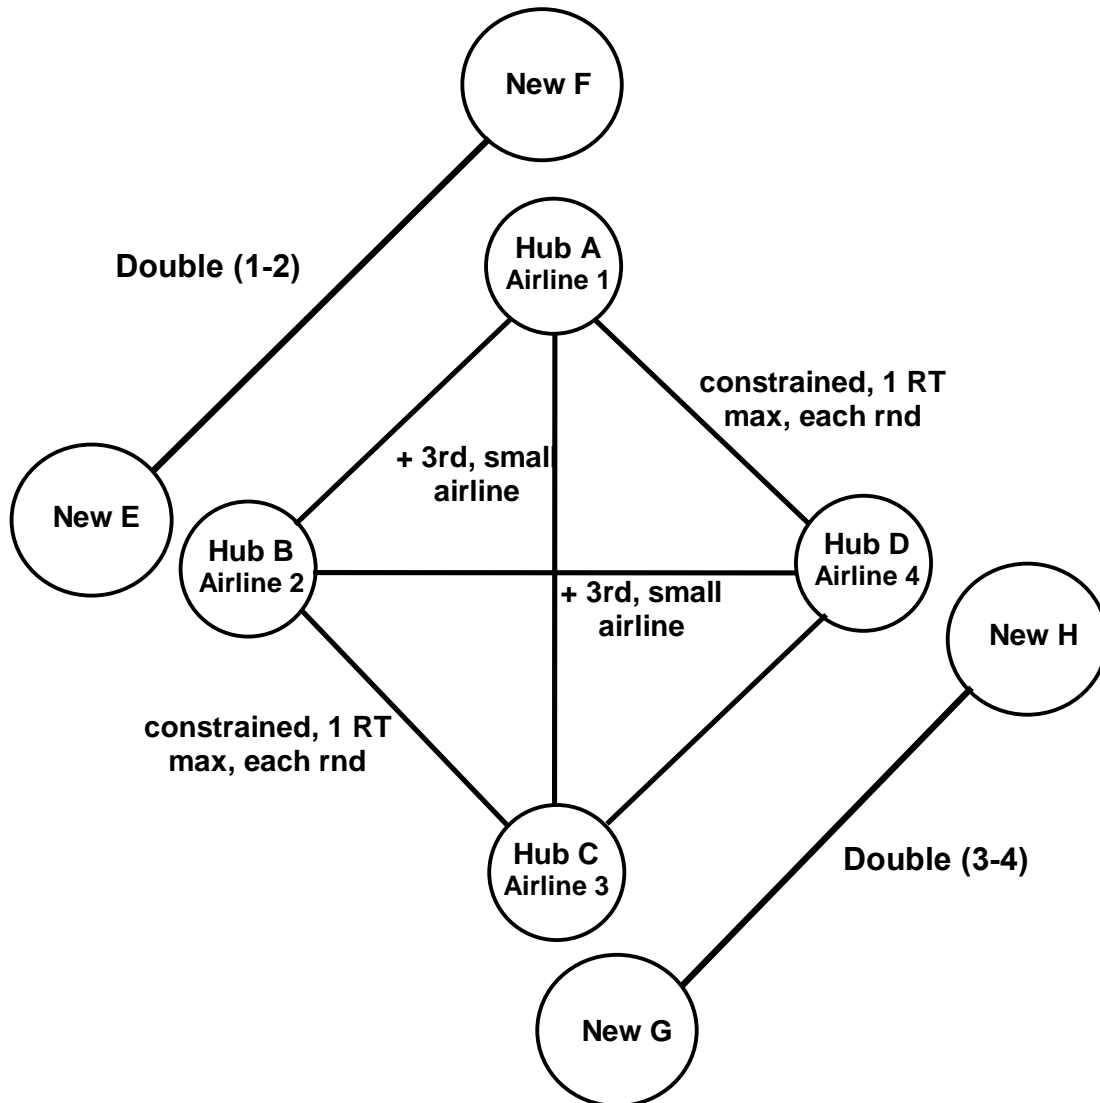 New F
Hub A
Airline 1
Double (1-2)
constrained, 1 RT
max, each rnd
+ 3rd, small
airline
New E
Hub B
Airline 2
Hub D
Airline 4
+ 3rd, small
airline
New H
constrained, 1 RT
max, each rnd
Hub C
Airline 3
Double (3-4)
New G